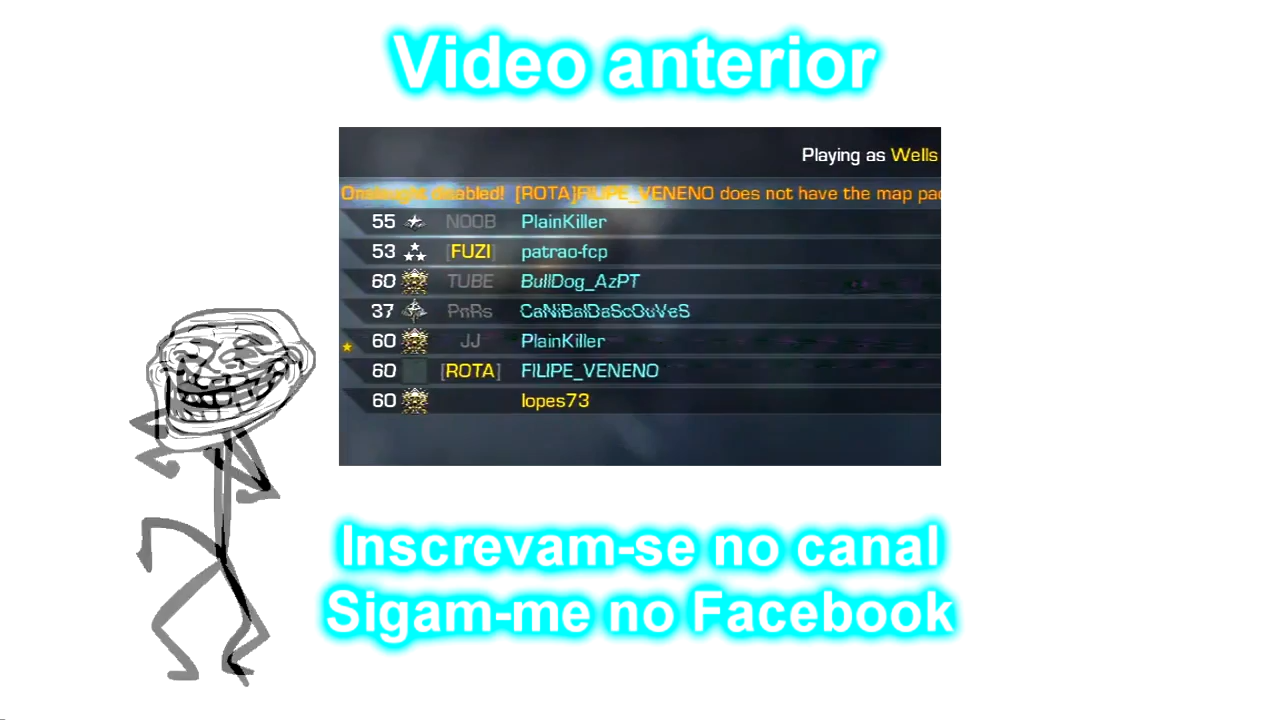 Video anterior
Playing as Wells
Onslaught disabled! [ROTA]FILIPE_VENENO does not have the map pac
55 NOOB PlainKiller
53 [FUZI] patrao-fcp
60 TUBE BullDog_AzPT
37 PnRs CaNiBalDaScOuVeS
60 JJ PlainKiller
60 [ROTA] FILIPE_VENENO
60 lopes73
Inscrevam-se no canal
Sigam-me no Facebook